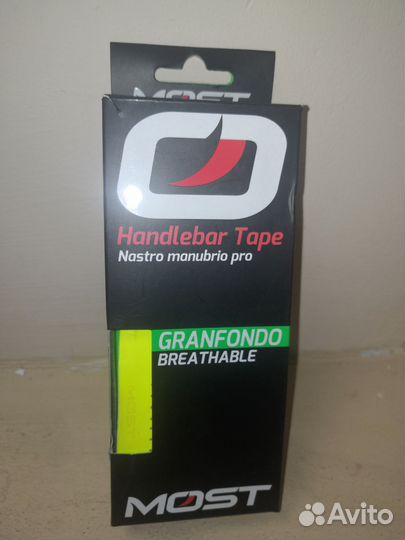 MOST
Handlebar Tape
Nastro manubrio pro
GRANFONDO
BREATHABLE
MOST
Avito